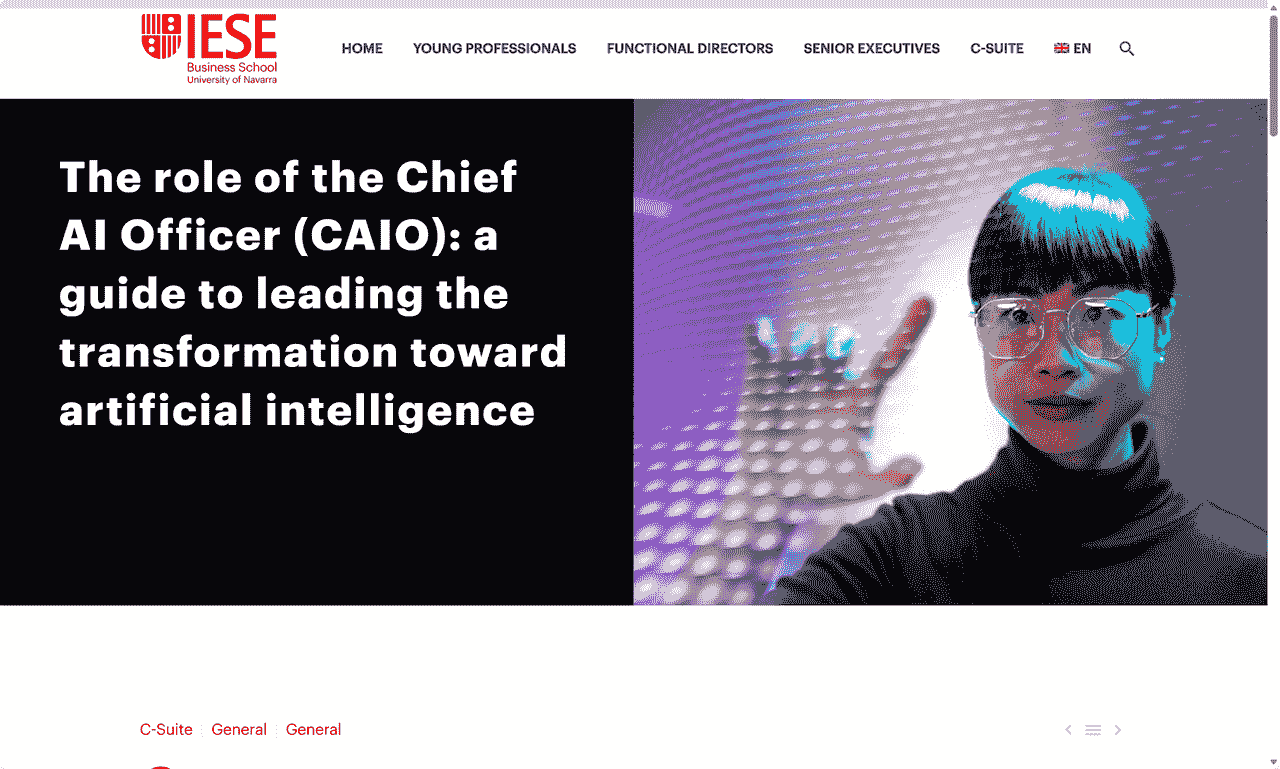 IESE
Business School
University of Navarra
HOME
YOUNG PROFESSIONALS
FUNCTIONAL DIRECTORS
SENIOR EXECUTIVES
C-SUITE
EN
The role of the Chief
AI Officer (CAIO): a
guide to leading the
transformation toward
artificial intelligence
C-Suite
General
General